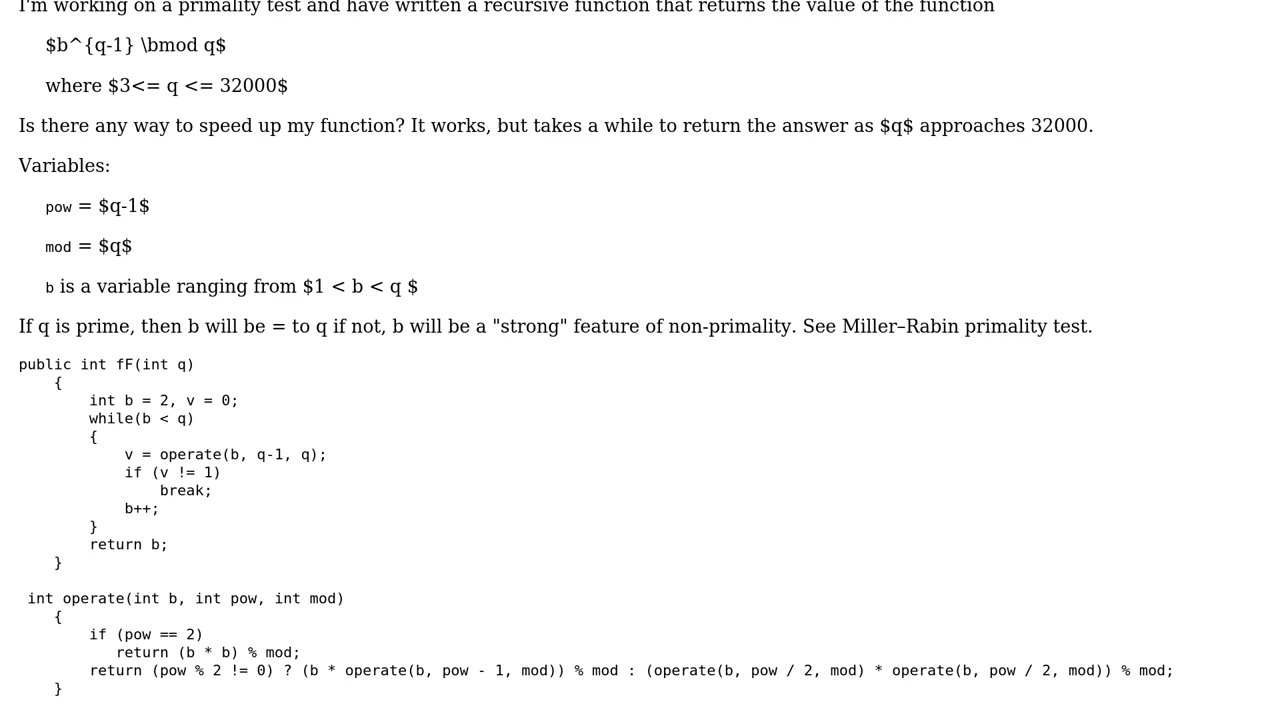 I'm working on a primality test and have written a recursive function that returns the value of the function
$b^{q-1} \bmod q$
where $3<= q <= 32000$
Is there any way to speed up my function? It works, but takes a while to return the answer as $q$ approaches 32000.
Variables:
pow = $q-1$
mod = $q$
b is a variable ranging from $1 < b < q $
If q is prime, then b will be = to q if not, b will be a "strong" feature of non-primality. See Miller–Rabin primality test.
public int fF(int q)
    {
        int b = 2, v = 0;
        while(b < q)
        {
            v = operate(b, q-1, q);
            if (v != 1)
                break;
            b++;
        }
        return b;
    }
 int operate(int b, int pow, int mod)
    {
        if (pow == 2)
           return (b * b) % mod;
        return (pow % 2 != 0) ? (b * operate(b, pow - 1, mod)) % mod : (operate(b, pow / 2, mod) * operate(b, pow / 2, mod)) % mod;
    }